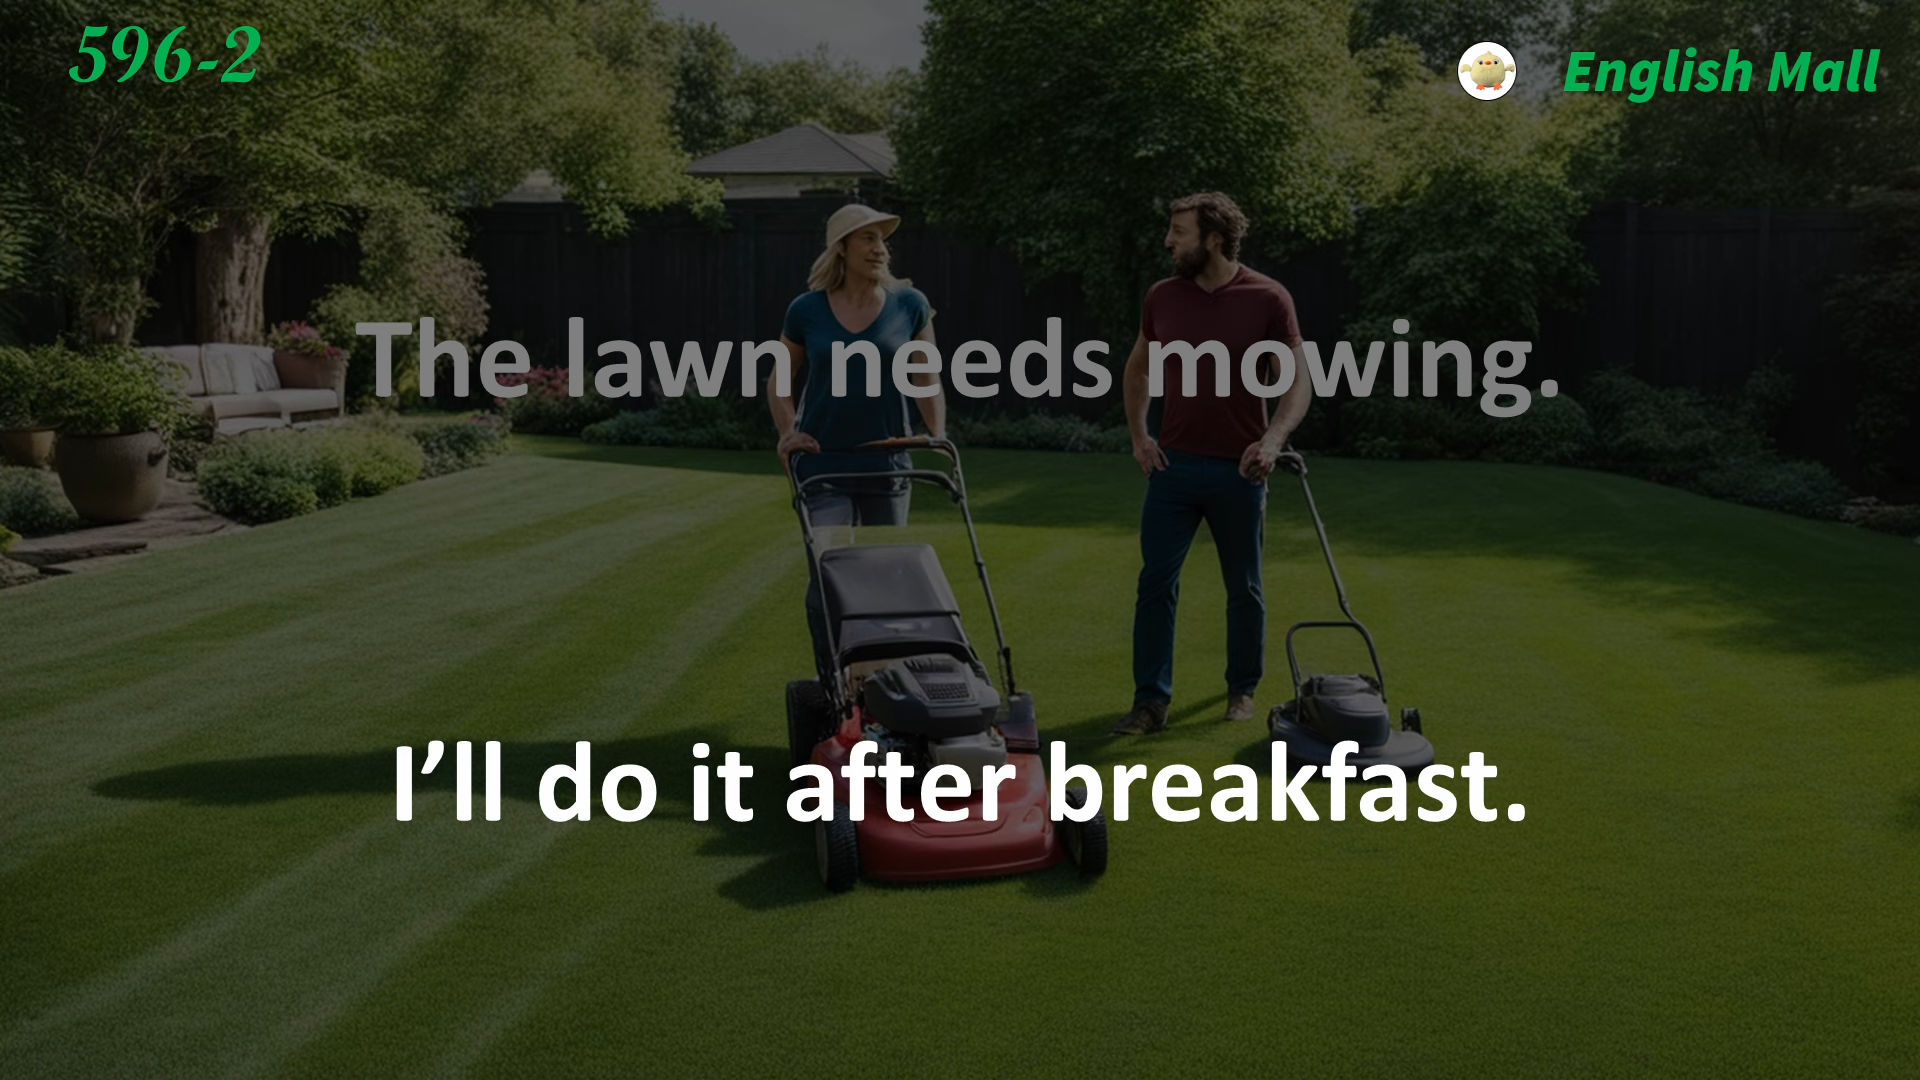 596-2
English Mall
The lawn needs mowing.
I’ll do it after breakfast.